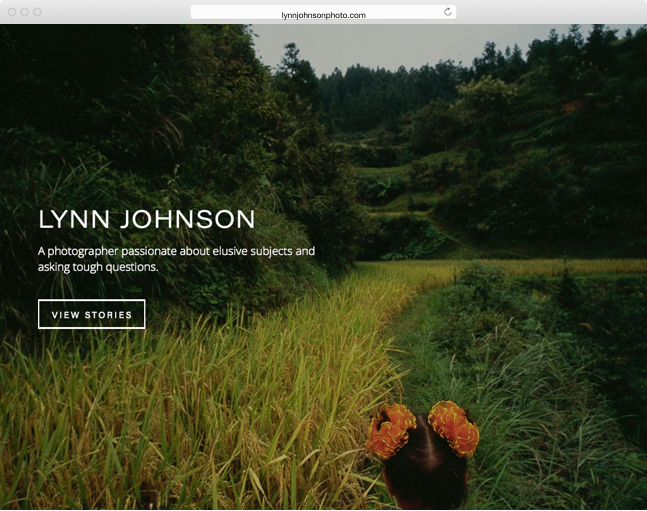 lynnjohnsonphoto.com
LYNN JOHNSON
A photographer passionate about elusive subjects and
asking tough questions.
VIEW STORIES